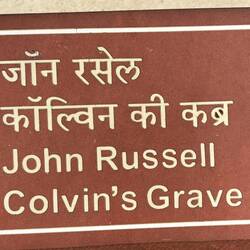 जॉन रसेल
कॉल्विन की कब्र
John Russell
Colvin's Grave